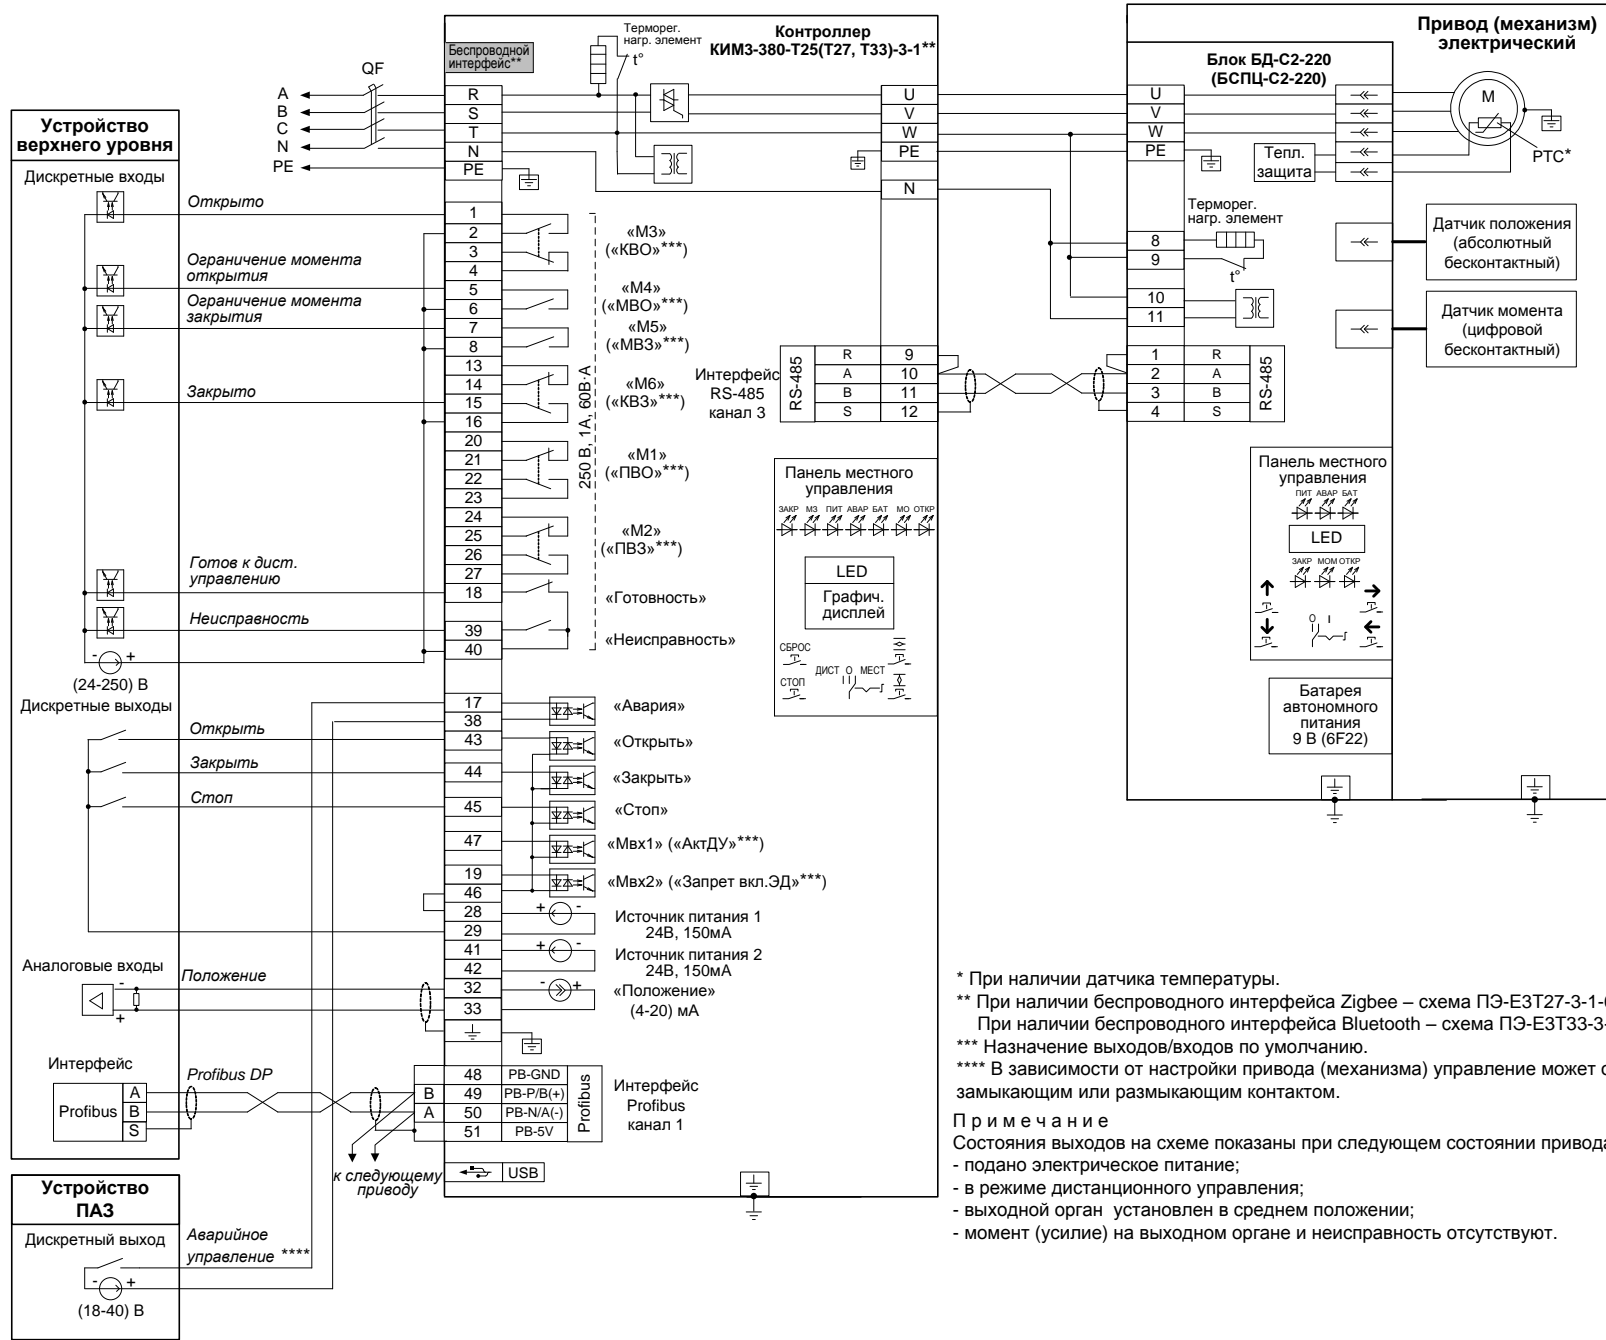 Устройство
верхнего уровня
Дискретные входы
Открыто
Ограничение момента
открытия
Ограничение момента
закрытия
Закрыто
Готов к дист.
управлению
Неисправность
- +
(24-250) В
Дискретные выходы
Открыть
Закрыть
Стоп
Аналоговые входы
Положение
-
+
Интерфейс
Profibus DP
Profibus
A
B
S
Устройство
ПАЗ
Дискретный выход
Аварийное
управление ****
- +
(18-40) В
QF
A
B
C
N
PE
Беспроводной
интерфейс**
Терморег.
нагр. элемент
t°
Контроллер
КИМ3-380-Т25(Т27, Т33)-3-1**
R
S
T
N
PE
U
V
W
PE
N
1
2
3
4
5
6
7
8
13
14
15
16
20
21
22
23
24
25
26
27
18
39
40
«М3»
(«КВО»***)
«М4»
(«МВО»***)
«М5»
(«МВЗ»***)
«М6»
(«КВЗ»***)
«М1»
(«ПВО»***)
«М2»
(«ПВЗ»***)
«Готовность»
«Неисправность»
250 В, 1А, 60В·А
17
38
43
44
45
47
19
46
28
29
41
42
32
33
«Авария»
«Открыть»
«Закрыть»
«Стоп»
«Мвх1» («АктДУ»***)
«Мвх2» («Запрет вкл.ЭД»***)
+ -
Источник питания 1
24В, 150мА
+ -
Источник питания 2
24В, 150мА
- +
«Положение»
(4-20) мА
48 PB-GND
B 49 PB-P/B(+)
A 50 PB-N/A(-)
51 PB-5V
Profibus
Интерфейс
Profibus
канал 1
к следующему
приводу
USB
Интерфейс
RS-485
канал 3
RS-485
R 9
A 10
B 11
S 12
Панель местного
управления
ЗАКР МЗ ПИТ АВАР БАТ МО ОТКР
LED
Графич.
дисплей
СБРОС
СТОП
ДИСТ О МЕСТ
Привод (механизм)
электрический
Блок БД-С2-220
(БСПЦ-С2-220)
U
V
W
PE
Тепл.
защита
M
PTC*
Терморег.
нагр. элемент
t°
8
9
10
11
1 R
2 A
3 B
4 S
RS-485
Датчик положения
(абсолютный
бесконтактный)
Датчик момента
(цифровой
бесконтактный)
Панель местного
управления
ПИТ АВАР БАТ
LED
ЗАКР МОМ ОТКР
O I
Батарея
автономного
питания
9 В (6F22)
* При наличии датчика температуры.
** При наличии беспроводного интерфейса Zigbee – схема ПЭ-Е3Т27-3-1-
При наличии беспроводного интерфейса Bluetooth – схема ПЭ-Е3Т33-3-
*** Назначение выходов/входов по умолчанию.
**** В зависимости от настройки привода (механизма) управление может
замыкающим или размыкающим контактом.
Примечание
Состояния выходов на схеме показаны при следующем состоянии привода
- подано электрическое питание;
- в режиме дистанционного управления;
- выходной орган установлен в среднем положении;
- момент (усилие) на выходном органе и неисправность отсутствуют.